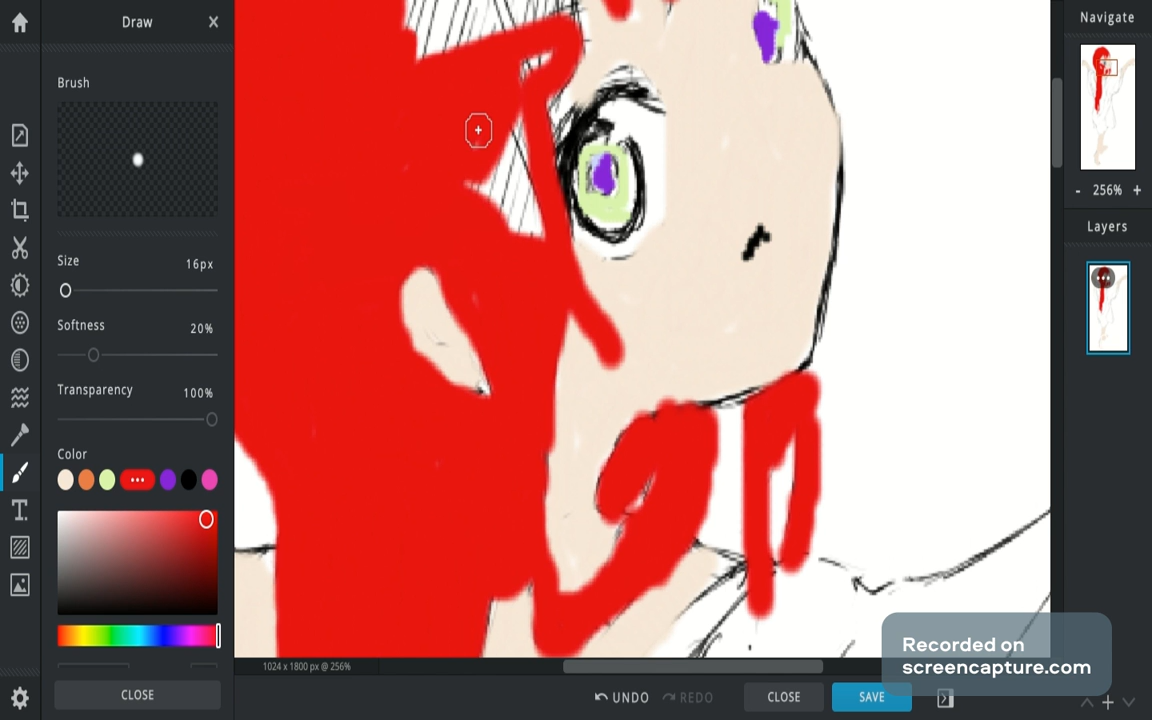 Draw
Brush
Size 16px
Softness 20%
Transparency 100%
Color
CLOSE
1024 x 1800 px @ 256%
UNDO REDO CLOSE SAVE
Navigate
- 256% +
Layers
Recorded on
screencapture.com